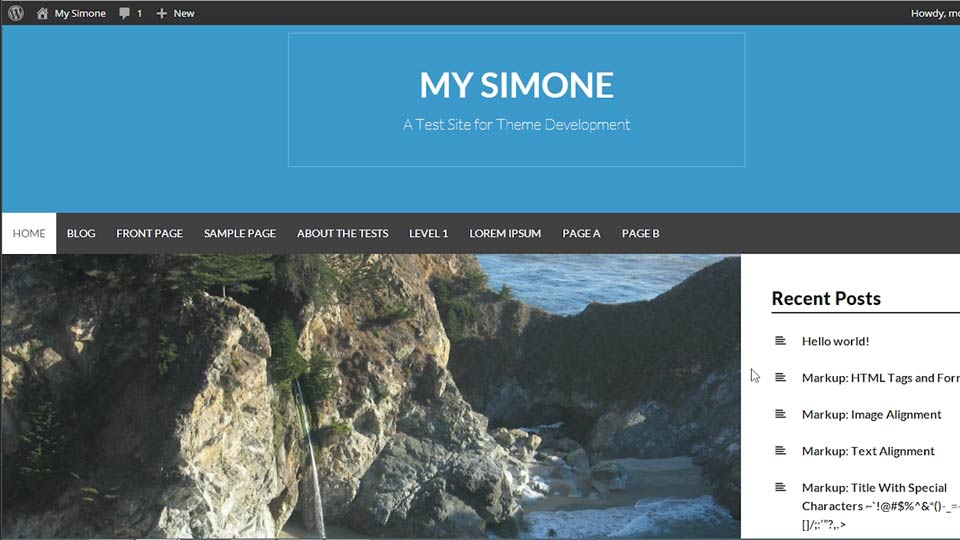 My Simone 1 New Howdy,
MY SIMONE
A Test Site for Theme Development
HOME BLOG FRONT PAGE SAMPLE PAGE ABOUT THE TESTS LEVEL 1 LOREM IPSUM PAGE A PAGE B
Recent Posts
Hello world!
Markup: HTML Tags and
Markup: Image Alignment
Markup: Text Alignment
Markup: Title With Special
Characters ~`!@#$%^&*()-_=
[]/;:'"?,.>